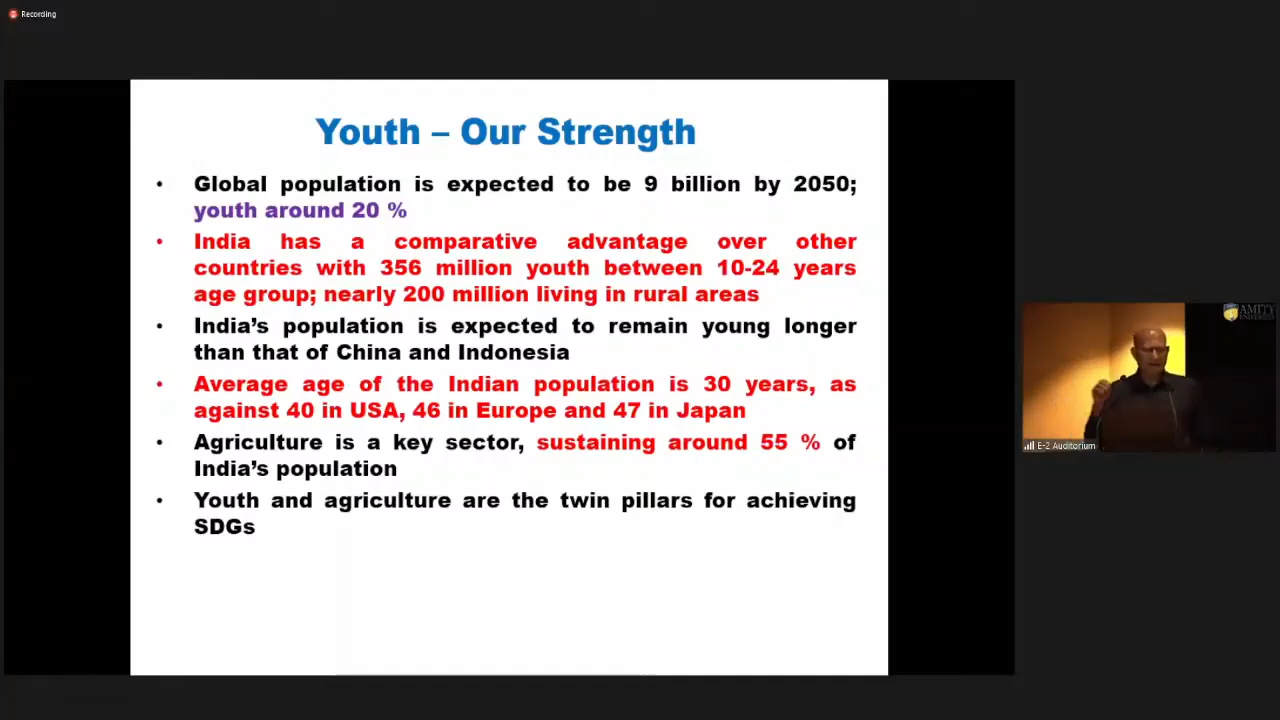 Recording
Youth – Our Strength
• Global population is expected to be 9 billion by 2050;
youth around 20 %
• India has a comparative advantage over other
countries with 356 million youth between 10-24 years
age group; nearly 200 million living in rural areas
• India’s population is expected to remain young longer
than that of China and Indonesia
• Average age of the Indian population is 30 years, as
against 40 in USA, 46 in Europe and 47 in Japan
• Agriculture is a key sector, sustaining around 55 % of
India’s population
• Youth and agriculture are the twin pillars for achieving
SDGs
AMITY
UNIVERSITY
E-2 Auditorium